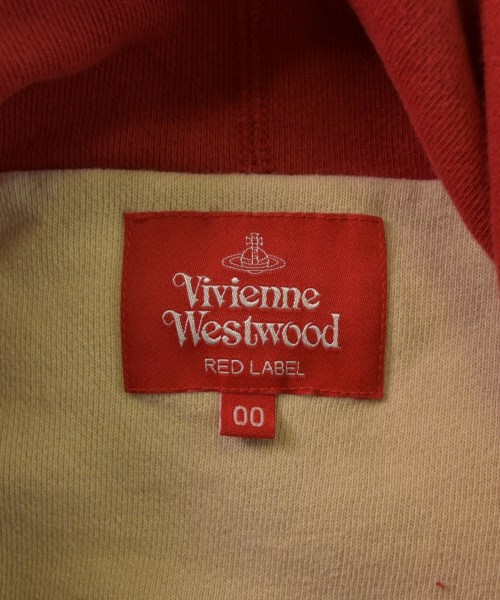 Vivienne
Westwood
RED LABEL
00